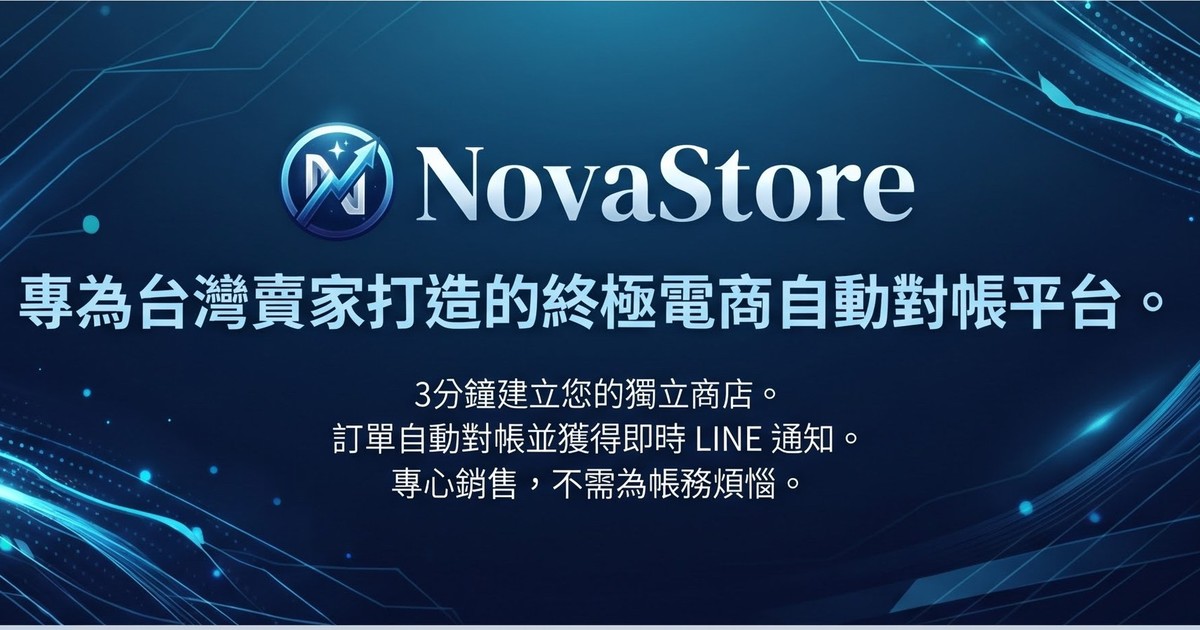 NovaStore
專為台灣賣家打造的終極電商自動對帳平台。
3分鐘建立您的獨立商店。
訂單自動對帳並獲得即時 LINE 通知。
專心銷售，不需為帳務煩惱。